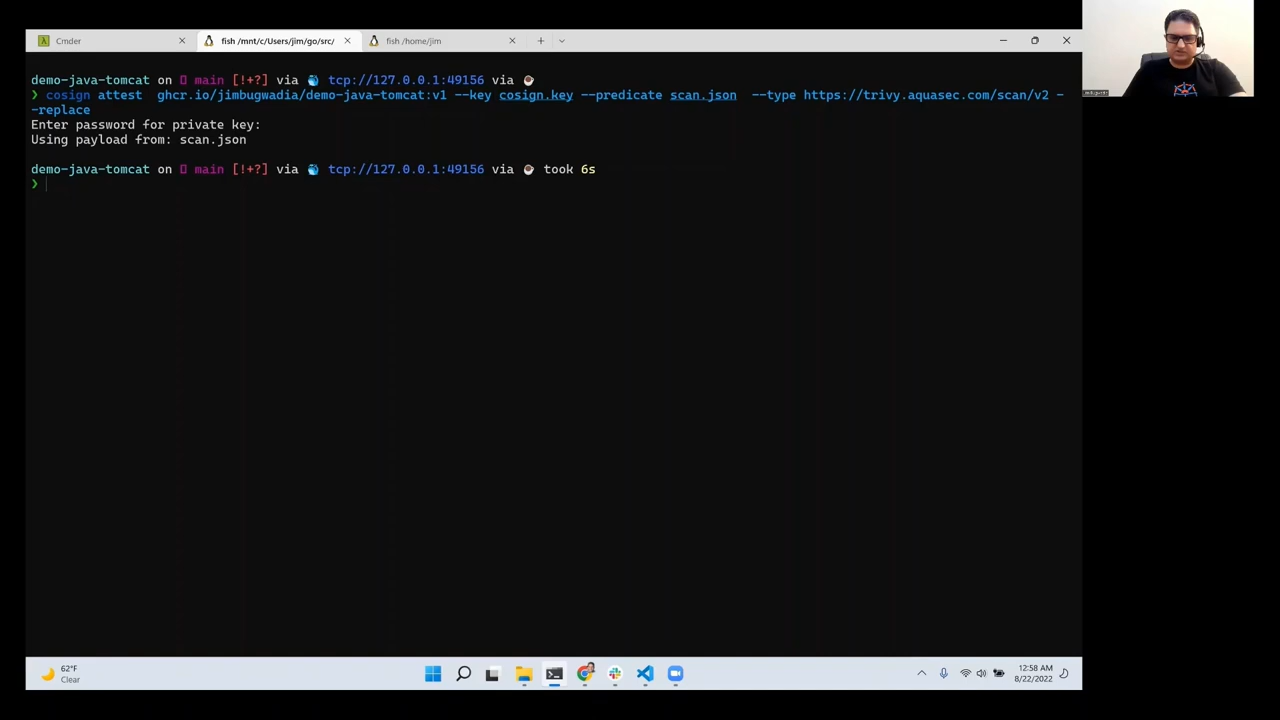 Cmder
fish /mnt/c/Users/jim/go/src/
fish /home/jim
demo-java-tomcat on main [!+?] via tcp://127.0.0.1:49156 via
❯ cosign attest ghcr.io/jimbugwadia/demo-java-tomcat:v1 --key cosign.key --predicate scan.json --type https://trivy.aquasec.com/scan/v2 -
-replace
Enter password for private key:
Using payload from: scan.json
demo-java-tomcat on main [!+?] via tcp://127.0.0.1:49156 via took 6s
❯
62°F
Clear
12:58 AM
8/22/2022